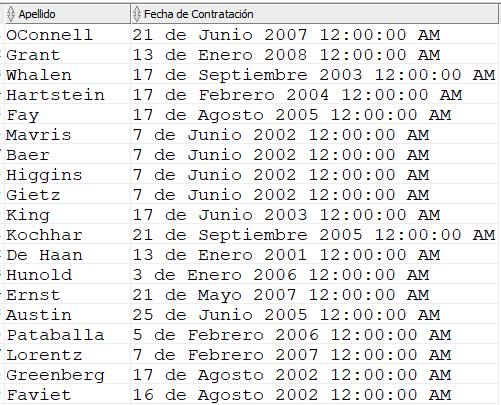 Apellido Fecha de Contratación
OConnell 21 de Junio 2007 12:00:00 AM
Grant 13 de Enero 2008 12:00:00 AM
Whalen 17 de Septiembre 2003 12:00:00 AM
Hartstein 17 de Febrero 2004 12:00:00 AM
Fay 17 de Agosto 2005 12:00:00 AM
Mavris 7 de Junio 2002 12:00:00 AM
Baer 7 de Junio 2002 12:00:00 AM
Higgins 7 de Junio 2002 12:00:00 AM
Gietz 7 de Junio 2002 12:00:00 AM
King 17 de Junio 2003 12:00:00 AM
Kochhar 21 de Septiembre 2005 12:00:00 AM
De Haan 13 de Enero 2001 12:00:00 AM
Hunold 3 de Enero 2006 12:00:00 AM
Ernst 21 de Mayo 2007 12:00:00 AM
Austin 25 de Junio 2005 12:00:00 AM
Pataballa 5 de Febrero 2006 12:00:00 AM
Lorentz 7 de Febrero 2007 12:00:00 AM
Greenberg 17 de Agosto 2002 12:00:00 AM
Faviet 16 de Agosto 2002 12:00:00 AM